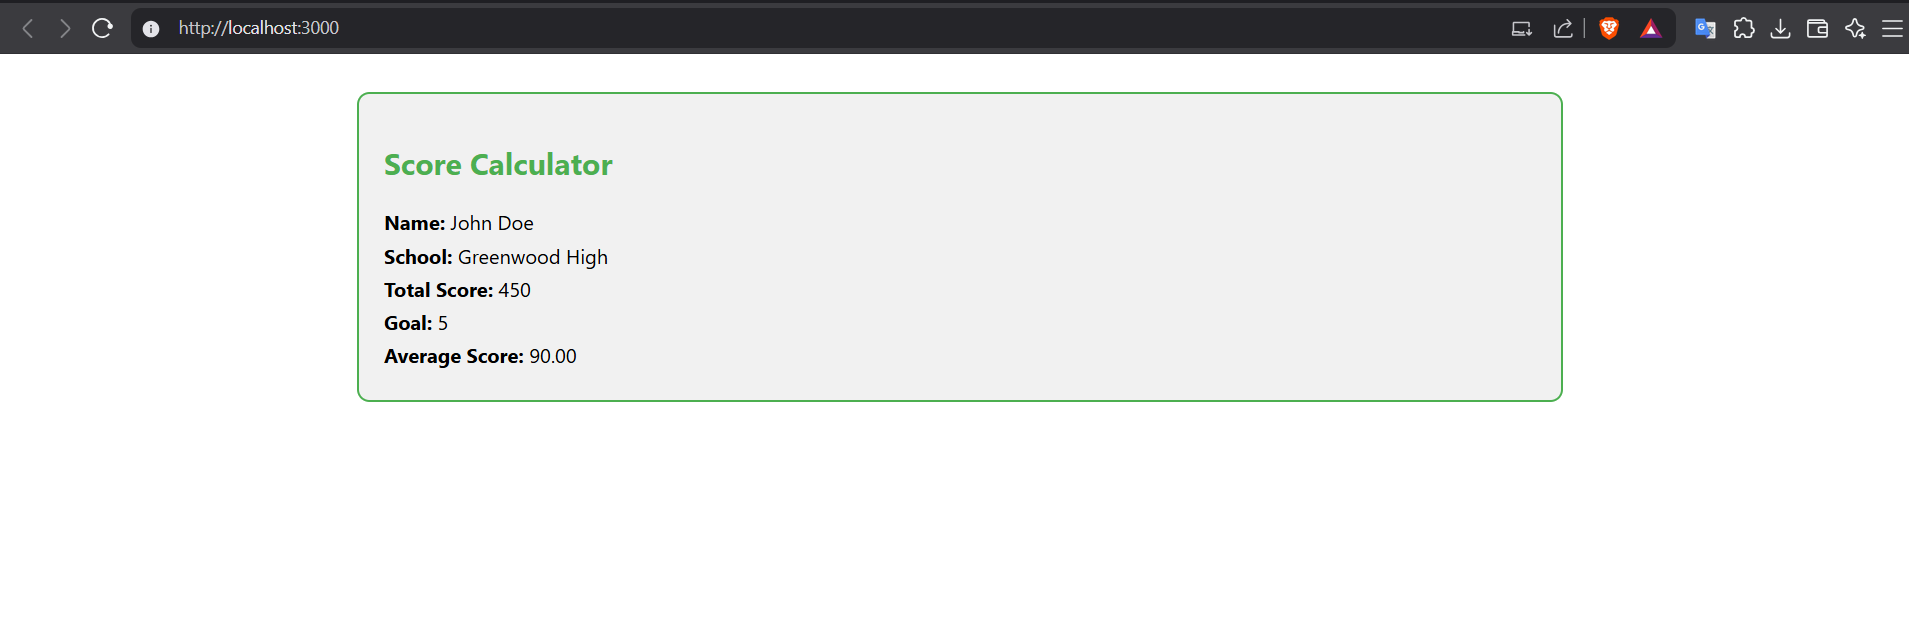 http://localhost:3000
Score Calculator
Name: John Doe
School: Greenwood High
Total Score: 450
Goal: 5
Average Score: 90.00